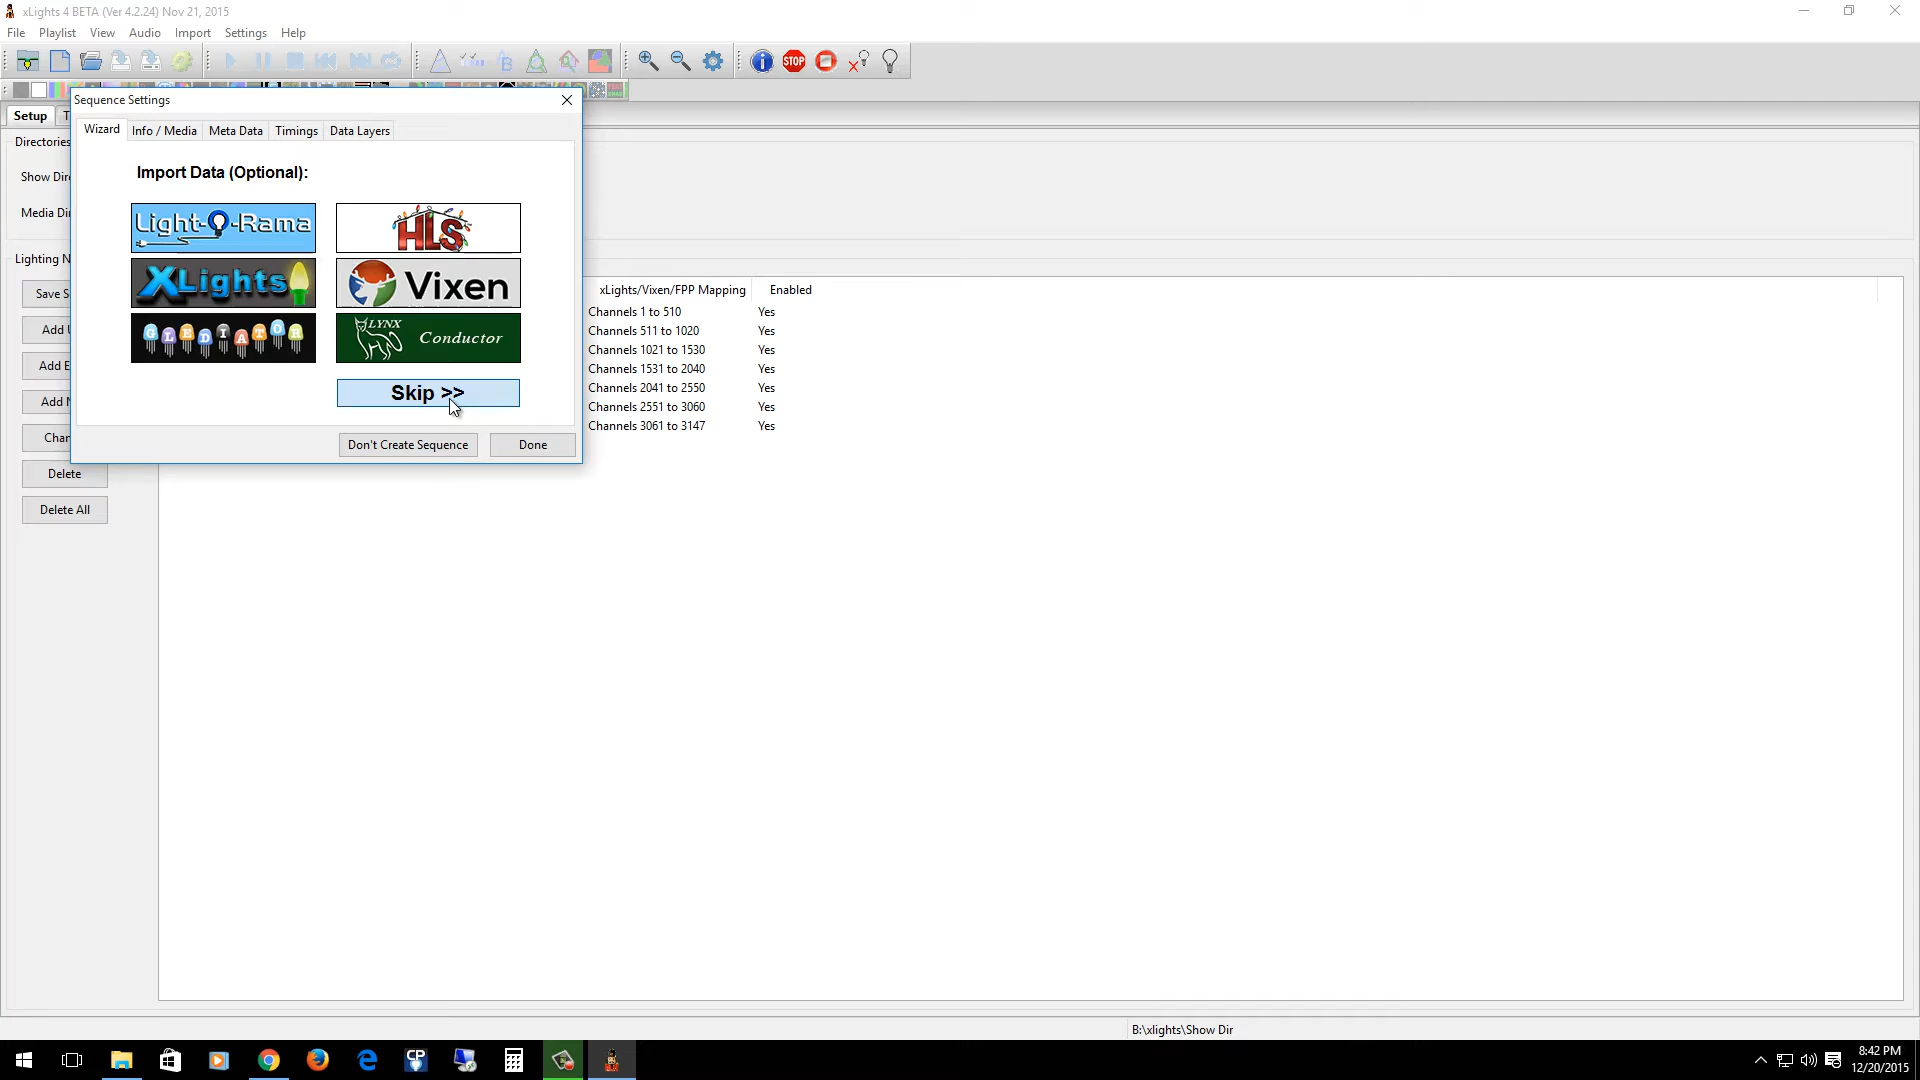 xLights 4 BETA (Ver 4.2.24) Nov 21, 2015
File Playlist View Audio Import Settings Help
STOP
Sequence Settings
Setup
Wizard Info / Media Meta Data Timings Data Layers
Directories
Import Data (Optional):
Show Dir
Media Di
Light-O-Rama HLS
XLights Vixen
GLEDIATOR LYNX Conductor
Skip >>
Don't Create Sequence Done
Lighting N
Save S
Add
Add E
Add N
Chan
Delete
Delete All
xLights/Vixen/FPP Mapping Enabled
Channels 1 to 510 Yes
Channels 511 to 1020 Yes
Channels 1021 to 1530 Yes
Channels 1531 to 2040 Yes
Channels 2041 to 2550 Yes
Channels 2551 to 3060 Yes
Channels 3061 to 3147 Yes
B:\xlights\Show Dir
CP
8:42 PM
12/20/2015